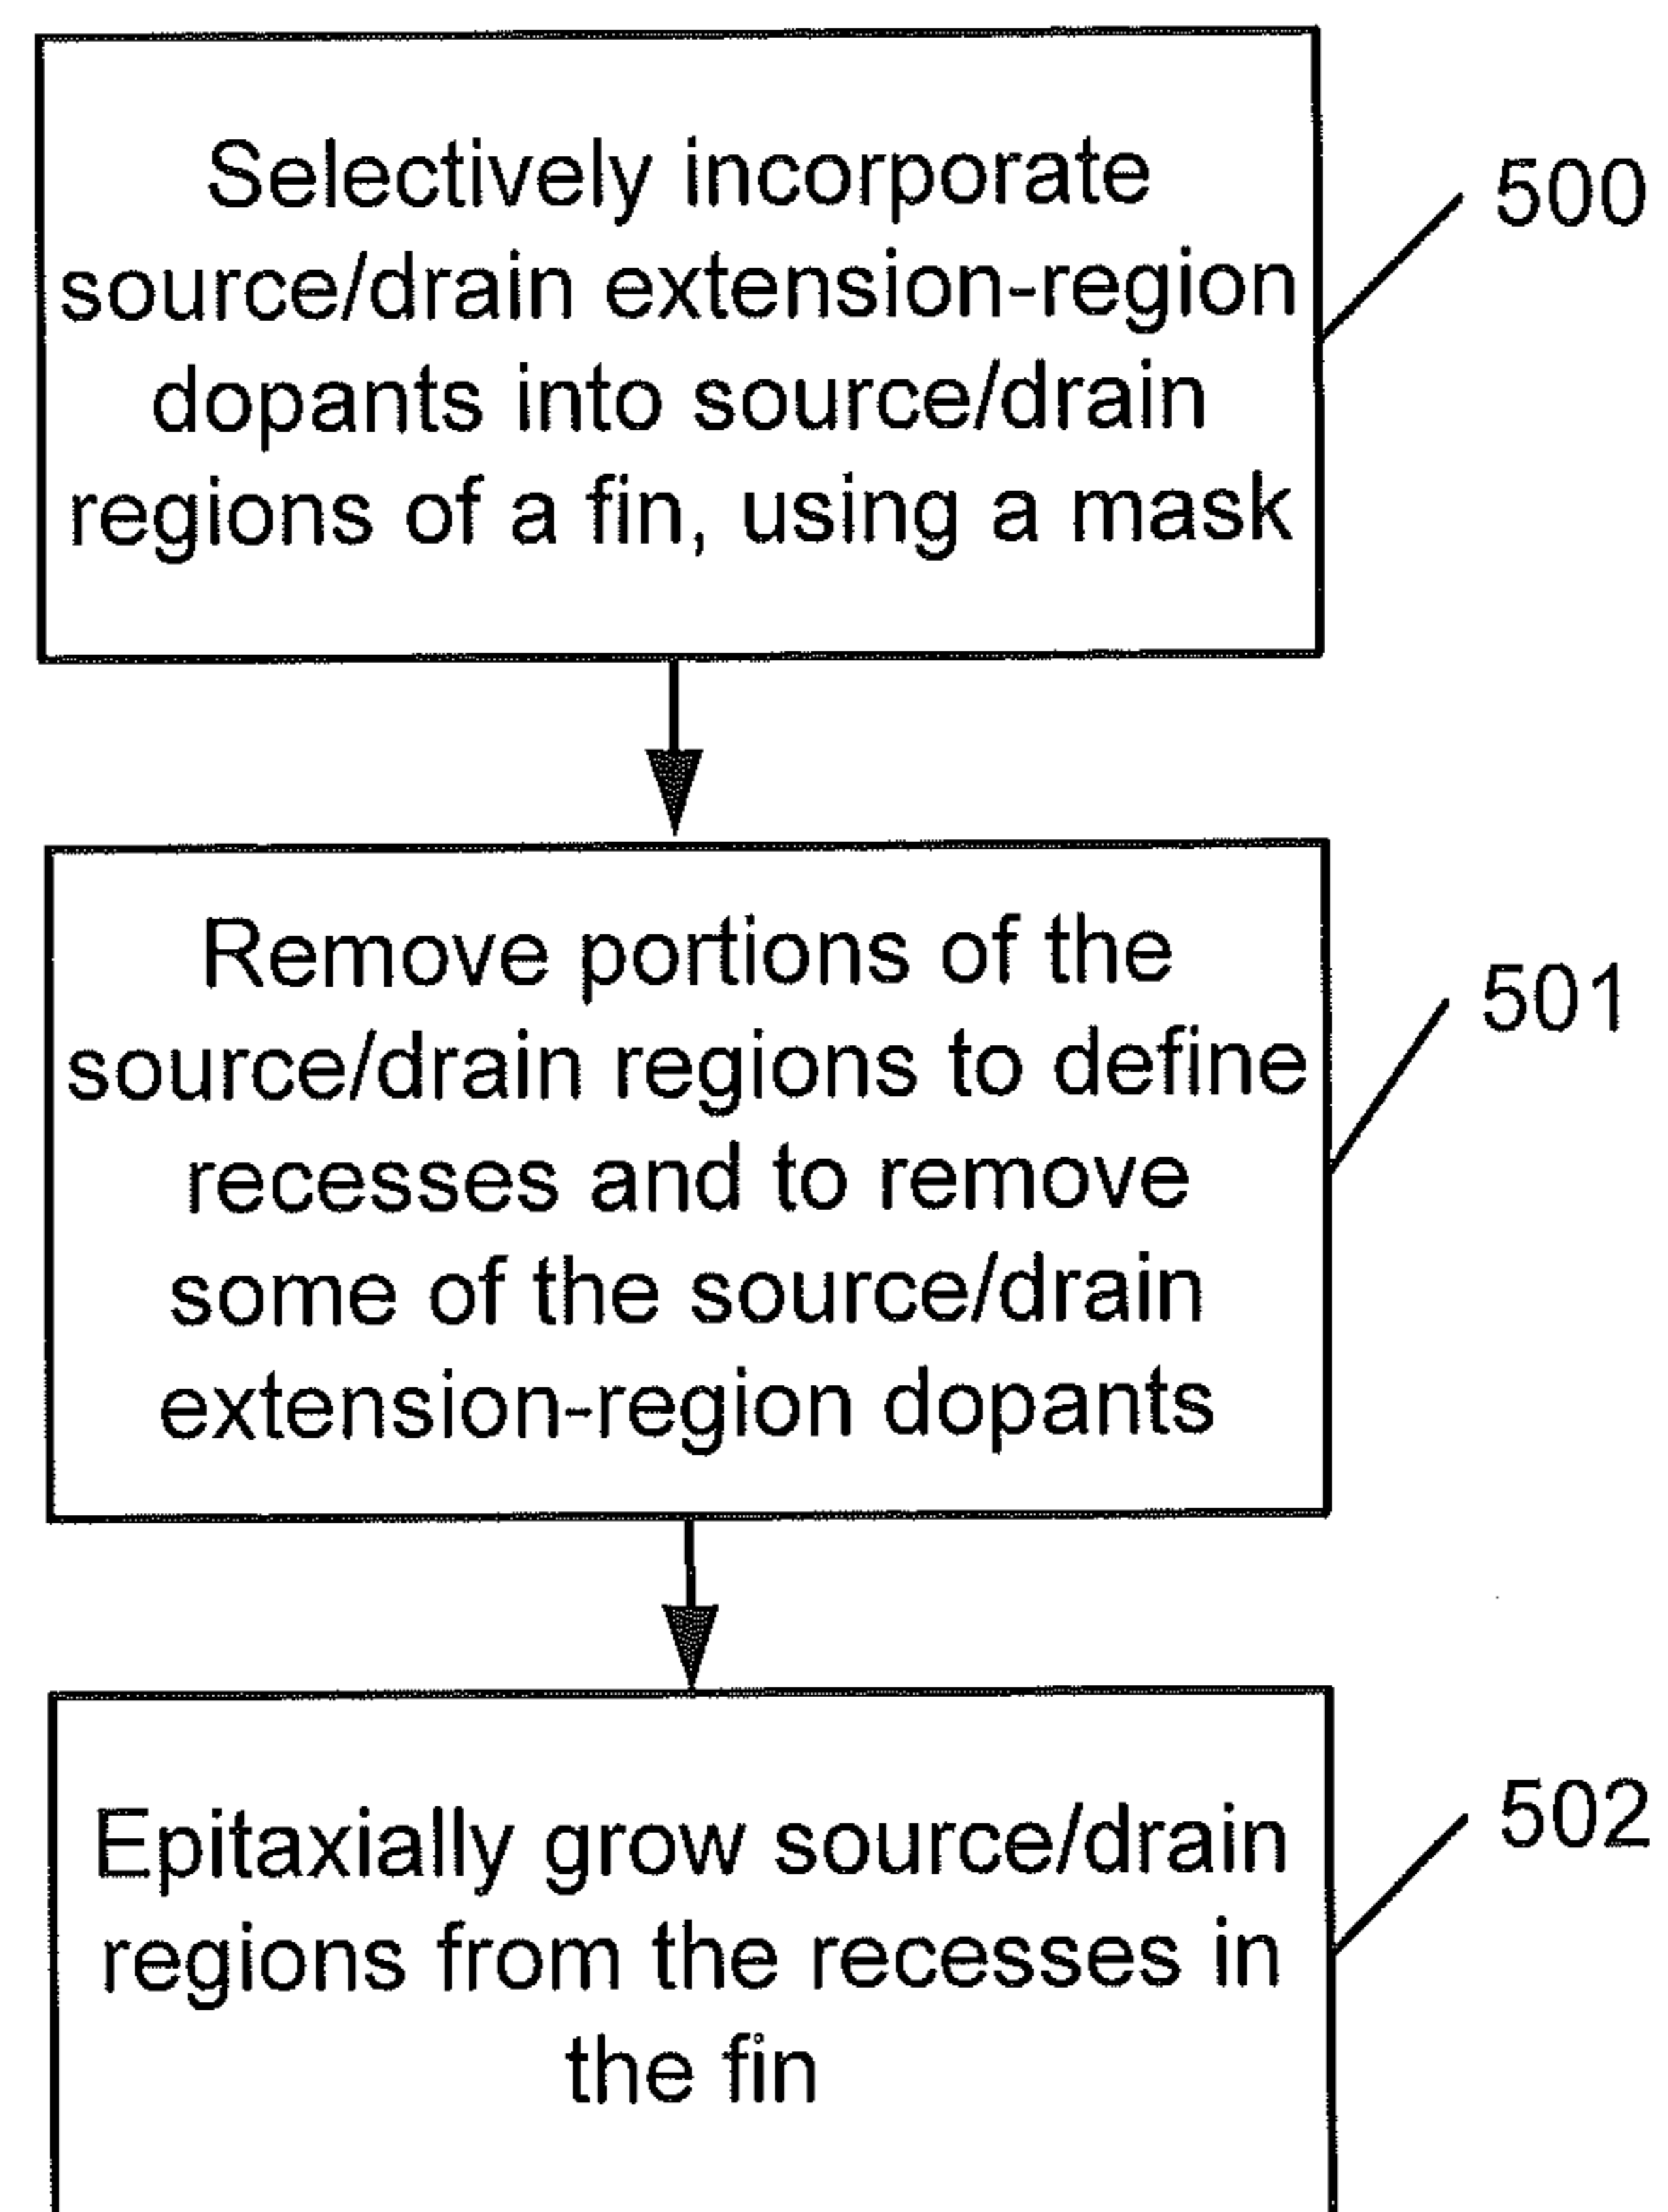 Selectively incorporate
source/drain extension-region
dopants into source/drain
regions of a fin, using a mask
500
Remove portions of the
source/drain regions to define
recesses and to remove
some of the source/drain
extension-region dopants
501
Epitaxially grow source/drain
regions from the recesses in
the fin
502